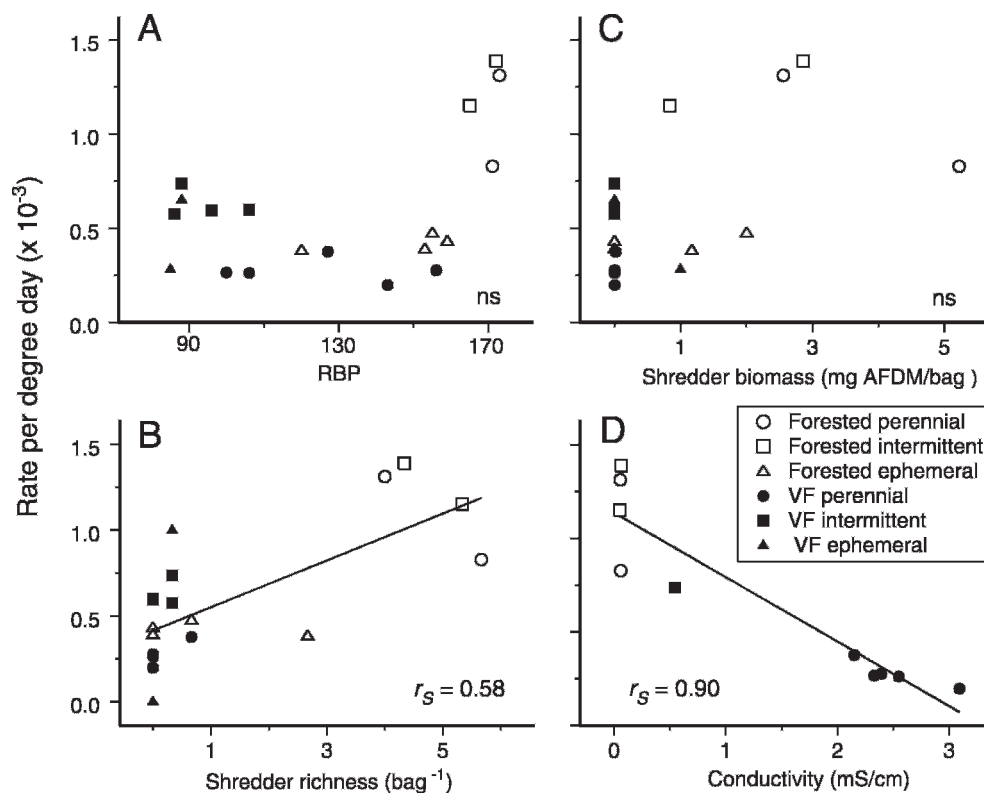 A
1.5
1.0
0.5
0.0
90
130
170
RBP
ns
C
1
3
5
Shredder biomass (mg AFDM/bag )
ns
Rate per degree day (x 10-3)
B
1.5
1.0
0.5
0.0
1
3
5
Shredder richness (bag -1)
rS = 0.58
D
Forested perennial
Forested intermittent
Forested ephemeral
VF perennial
VF intermittent
VF ephemeral
rS = 0.90
0
1
2
3
Conductivity (mS/cm)